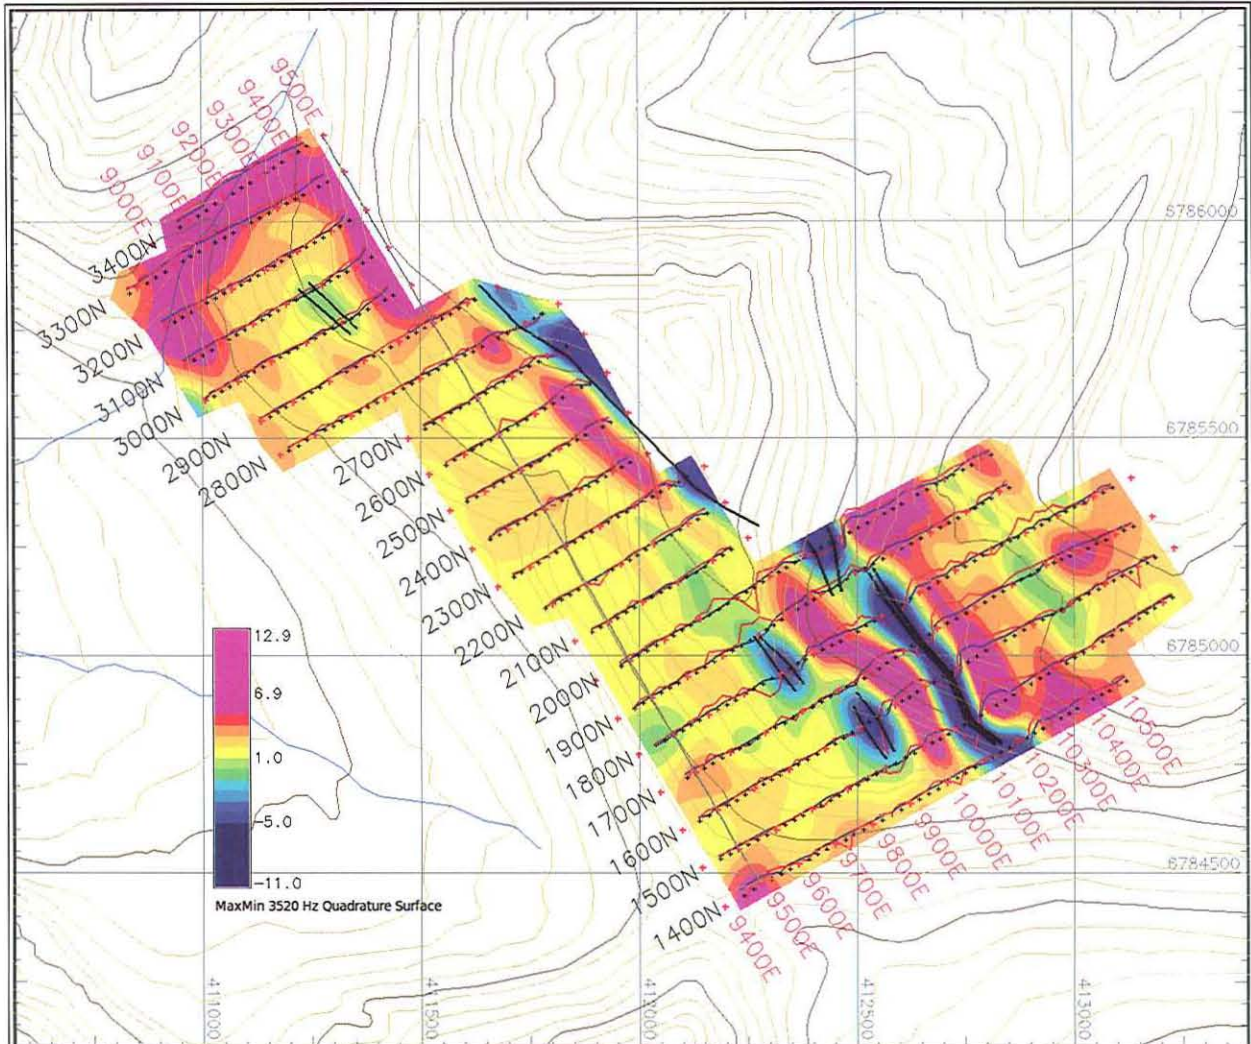 9500E
9400E
9300E
9200E
9100E
9000E
6786000
3400N
3300N
3200N
3100N
3000N
2900N
2800N
6785500
2700N
2600N
2500N
2400N
2300N
2200N
2100N
2000N
1900N
1800N
1700N
1600N
1500N
1400N
6785000
10500E
10400E
10300E
10200E
10100E
10000E
9900E
9800E
9700E
9600E
9500E
9400E
6784500
12.9
6.9
1.0
-5.0
-11.0
MaxMin 3520 Hz Quadrature Surface
411000
411500
412000
412500
413000